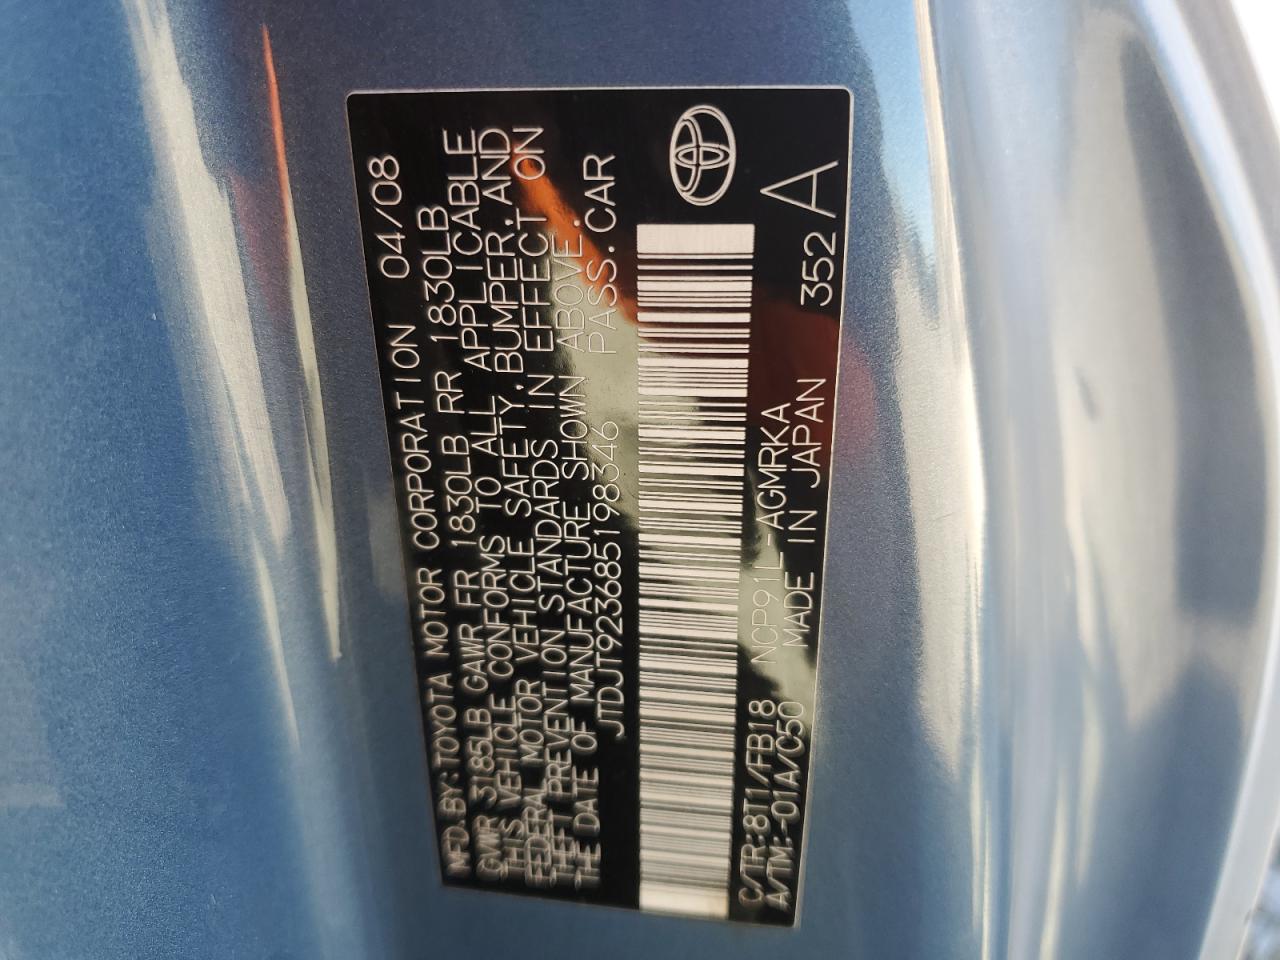 MFD.BY:TOYOTA MOTOR CORPORATION 04/08
GVWR 3185LB GAWR FR 1830LB RR 1830LB
THIS VEHICLE CONFORMS TO ALL APPLICABLE
FEDERAL MOTOR VEHICLE SAFETY, BUMPER, AND
THEFT PREVENTION STANDARDS IN EFFECT ON
THE DATE OF MANUFACTURE SHOWN ABOVE.
JTDJT923685198346 PASS.CAR
NCP91L-AGMRKA
C/TR:8T1/FB18 MADE IN JAPAN 352 A
A/TM:-01A/C50